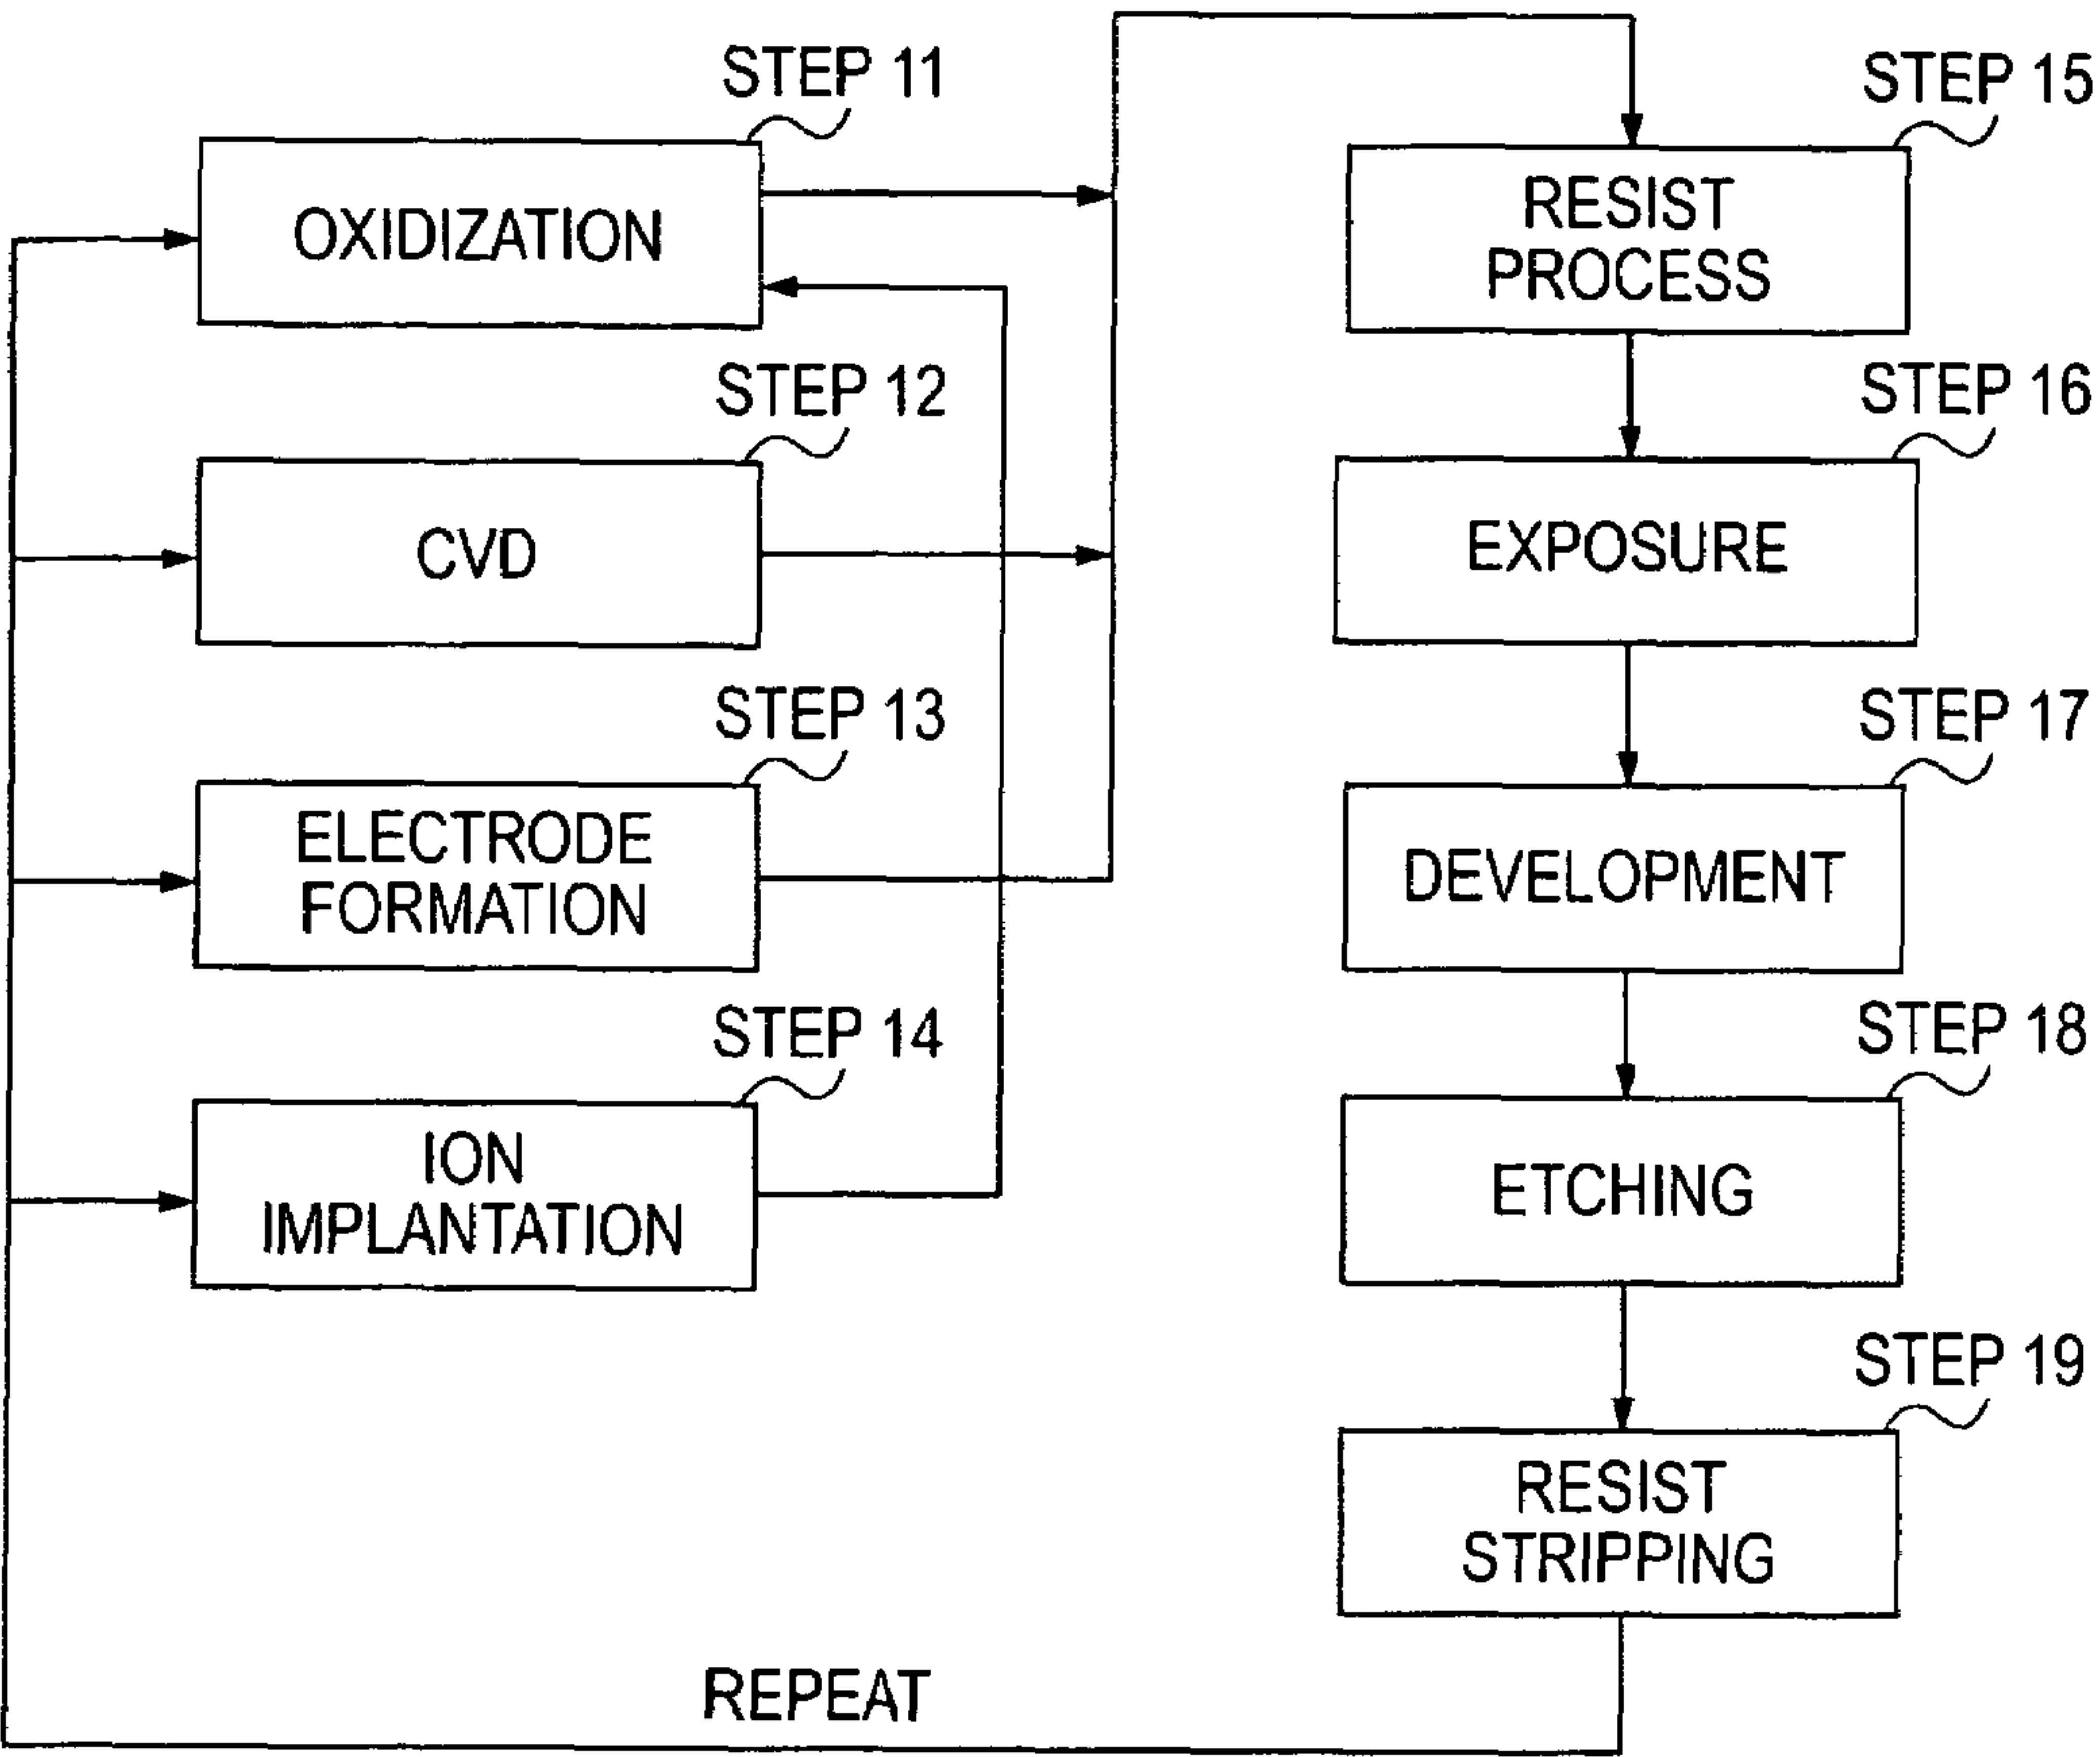 STEP 11
OXIDIZATION
STEP 12
CVD
STEP 13
ELECTRODE
FORMATION
STEP 14
ION
IMPLANTATION
STEP 15
RESIST
PROCESS
STEP 16
EXPOSURE
STEP 17
DEVELOPMENT
STEP 18
ETCHING
STEP 19
RESIST
STRIPPING
REPEAT